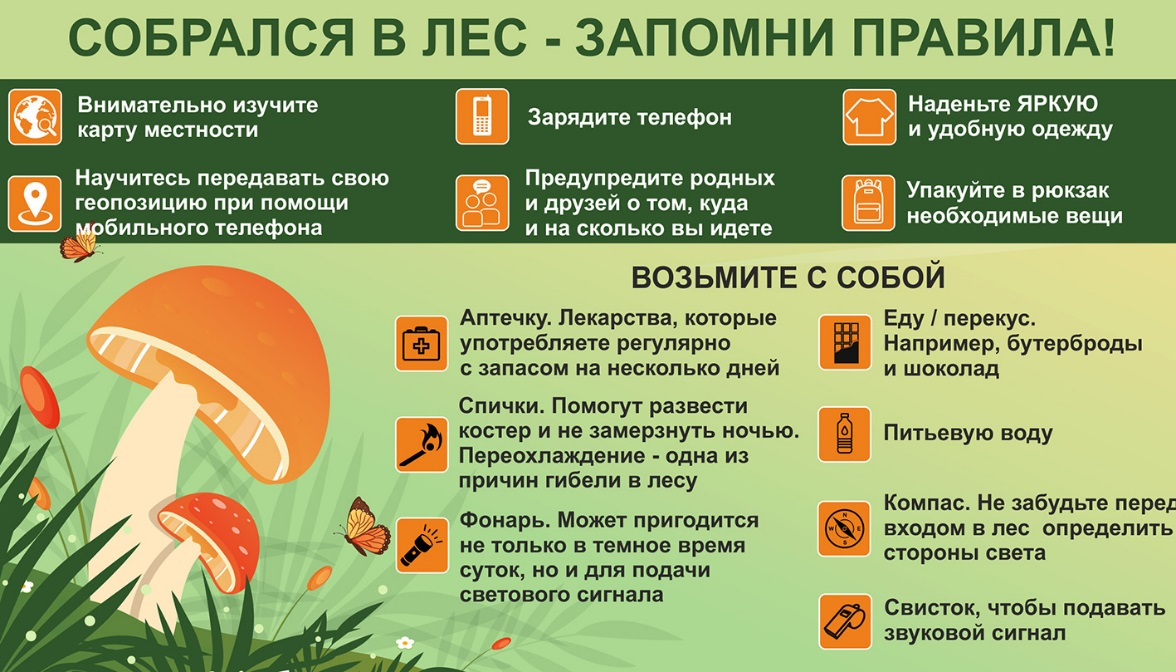 СОБРАЛСЯ В ЛЕС - ЗАПОМНИ ПРАВИЛА!
Внимательно изучите
карту местности
Зарядите телефон
Наденьте ЯРКУЮ
и удобную одежду
Научитесь передавать свою
геопозицию при помощи
мобильного телефона
Предупредите родных
и друзей о том, куда
и на сколько вы идете
Упакуйте в рюкзак
необходимые вещи
ВОЗЬМИТЕ С СОБОЙ
Аптечку. Лекарства, которые
употребляете регулярно
с запасом на несколько дней
Спички. Помогут развести
костер и не замерзнуть ночью.
Переохлаждение - одна из
причин гибели в лесу
Фонарь. Может пригодится
не только в темное время
суток, но и для подачи
светового сигнала
Еду / перекус.
Например, бутерброды
и шоколад
Питьевую воду
N
W E
S
Компас. Не забудьте перед
входом в лес определить
стороны света
Свисток, чтобы подавать
звуковой сигнал